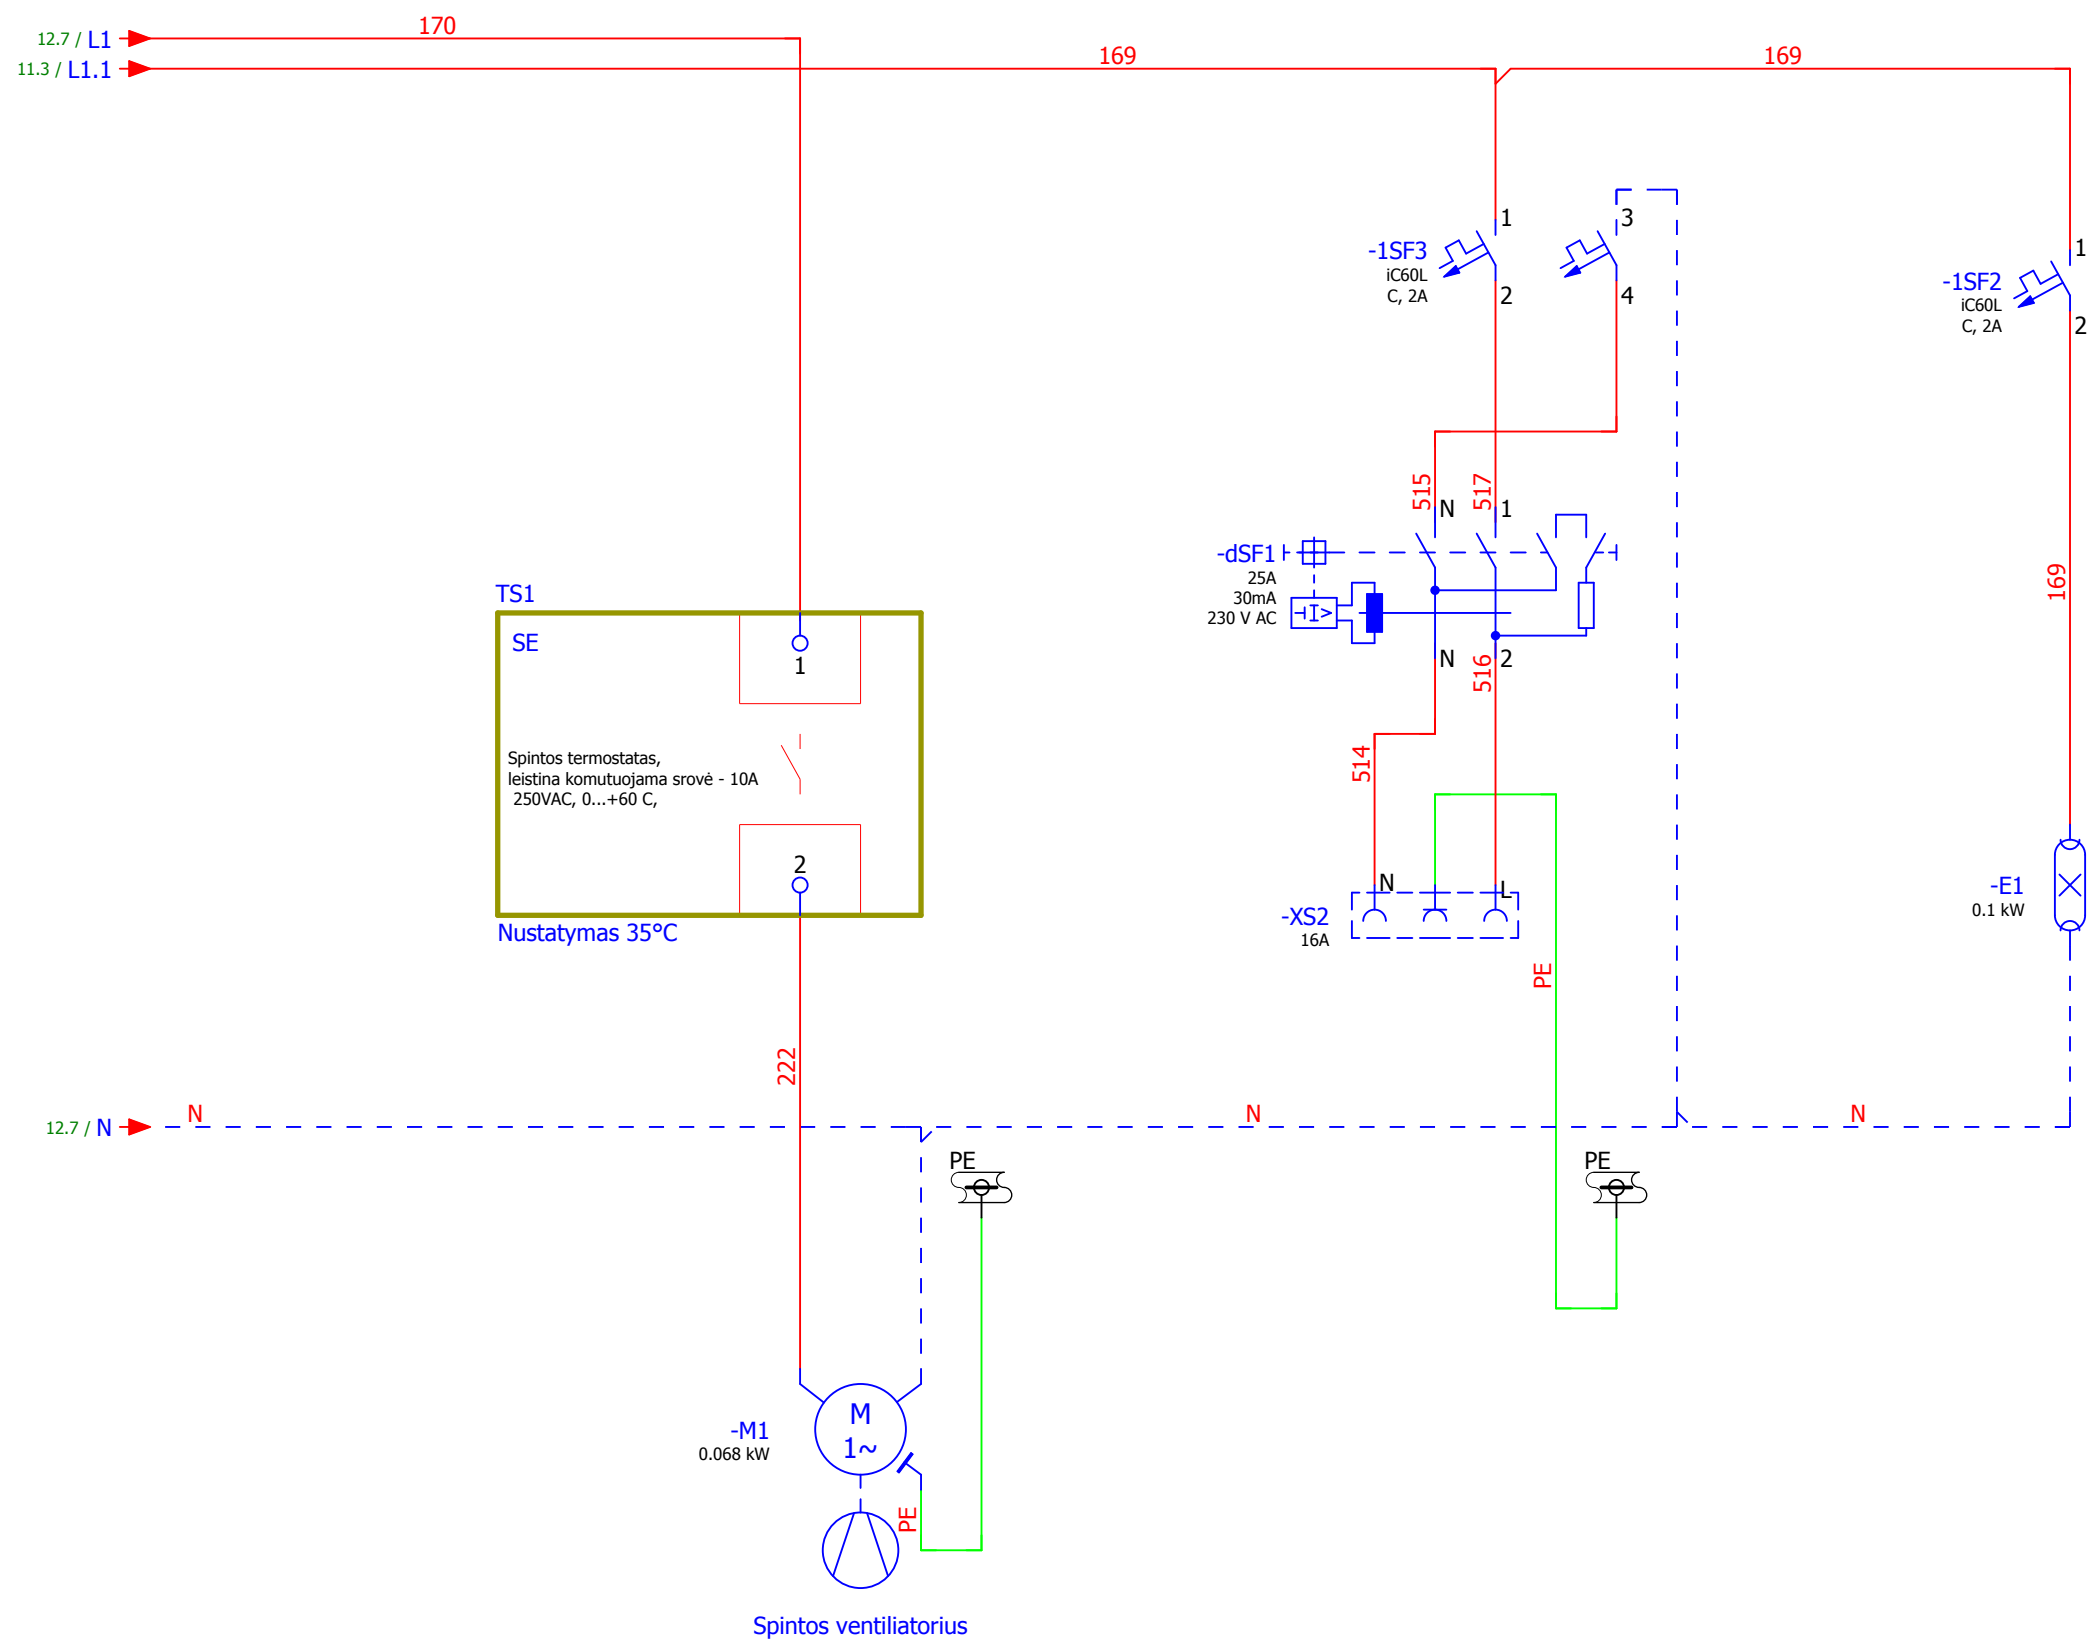 12.7 / L1
170
11.3 / L1.1
169
169
-1SF3
iC60L
C, 2A
1
2
3
4
-1SF2
iC60L
C, 2A
1
2
515
N
517
1
-dSF1
25A
30mA
230 V AC
I>
N
516
2
169
TS1
SE
1
Spintos termostatas,
leistina komutuojama srovė - 10A
250VAC, 0...+60 C,
2
Nustatymas 35°C
514
N
L
-XS2
16A
PE
-E1
0.1 kW
222
12.7 / N
N
N
N
PE
PE
-M1
0.068 kW
M
1~
PE
Spintos ventiliatorius